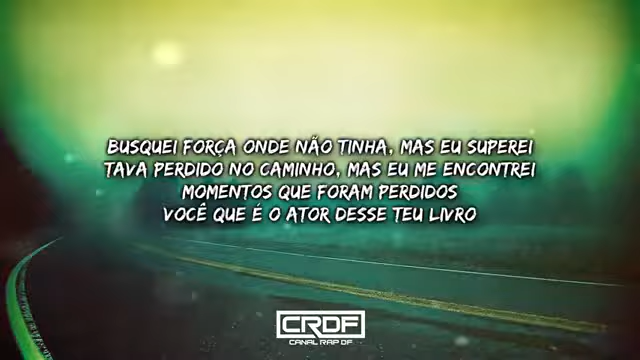 BUSQUEI FORÇA ONDE NÃO TINHA, MAS EU SUPEREI
TAVA PERDIDO NO CAMINHO, MAS EU ME ENCONTREI
MOMENTOS QUE FORAM PERDIDOS
VOCÊ QUE É O ATOR DESSE TEU LIVRO
CRDF
CANAL RAP DF